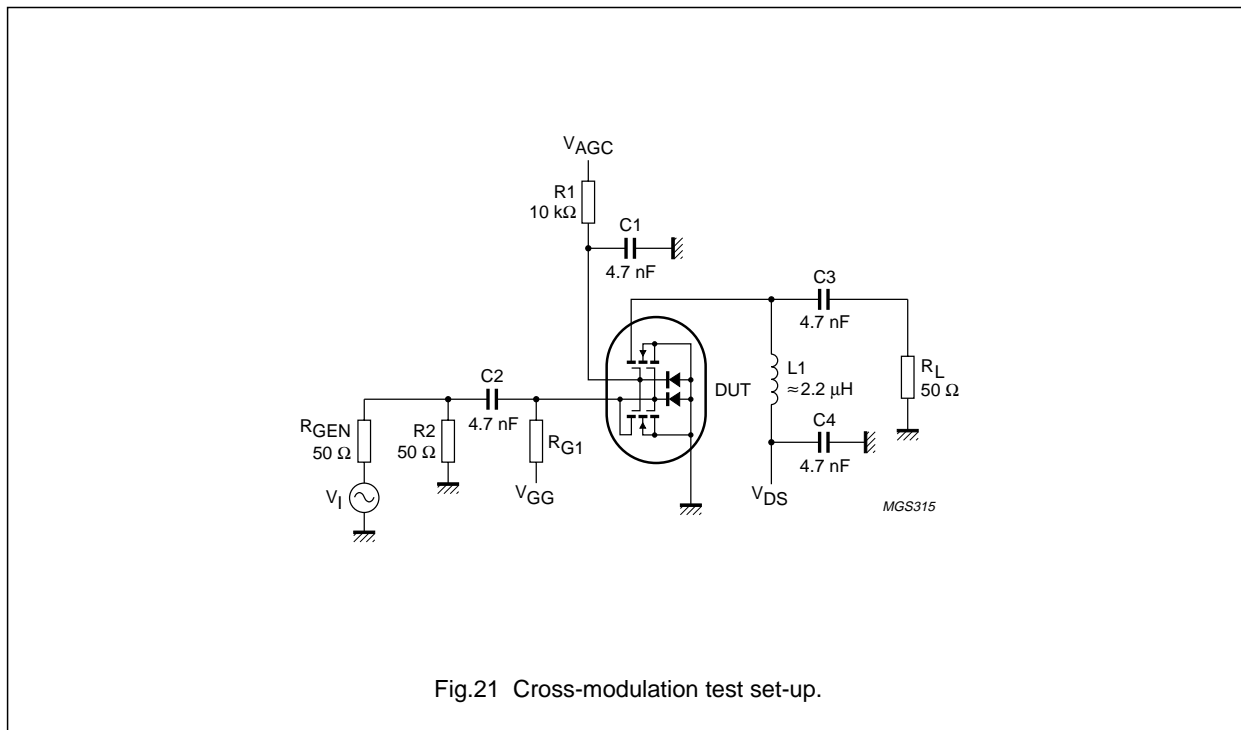 VAGC
R1
10 kΩ
C1
4.7 nF
C3
4.7 nF
L1
≈2.2 μH
RL
50 Ω
DUT
C2
4.7 nF
RGEN
50 Ω
R2
50 Ω
RG1
C4
4.7 nF
VI
VGG
VDS
MGS315
Fig.21 Cross-modulation test set-up.